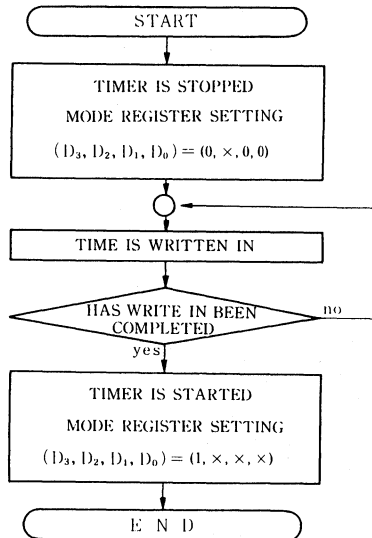 START
TIMER IS STOPPED
MODE REGISTER SETTING
(D₃, D₂, D₁, D₀) = (0, ×, 0, 0)
TIME IS WRITTEN IN
HAS WRITE IN BEEN
COMPLETED
no
yes
TIMER IS STARTED
MODE REGISTER SETTING
(D₃, D₂, D₁, D₀) = (1, ×, ×, ×)
E N D